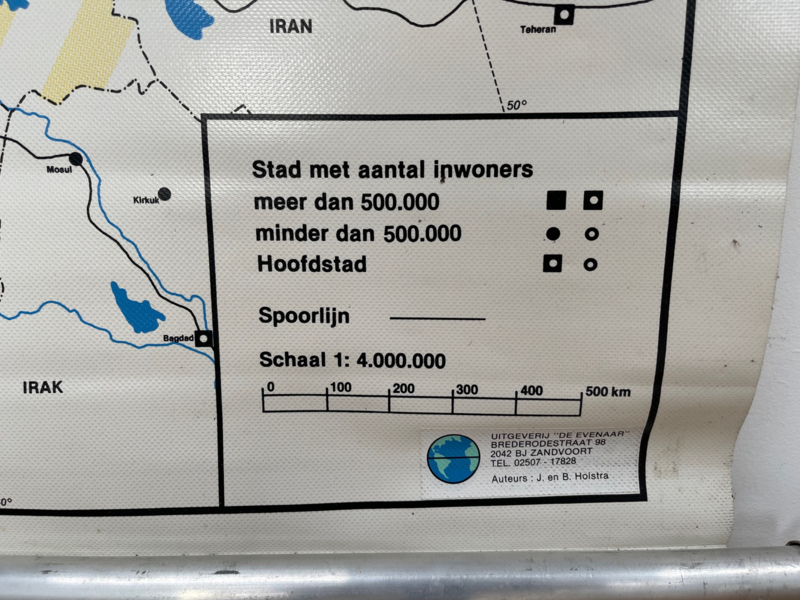 IRAN
Teheran
50°
Mosul
Kirkuk
Bagdad
IRAK
0°
Stad met aantal inwoners
meer dan 500.000
minder dan 500.000
Hoofdstad
Spoorlijn
Schaal 1: 4.000.000
0 100 200 300 400 500 km
UITGEVERIJ "DE EVENAAR"
BREDERODESTRAAT 98
2042 BJ ZANDVOORT
TEL. 02507 - 17828
Auteurs : J. en B. Holstra